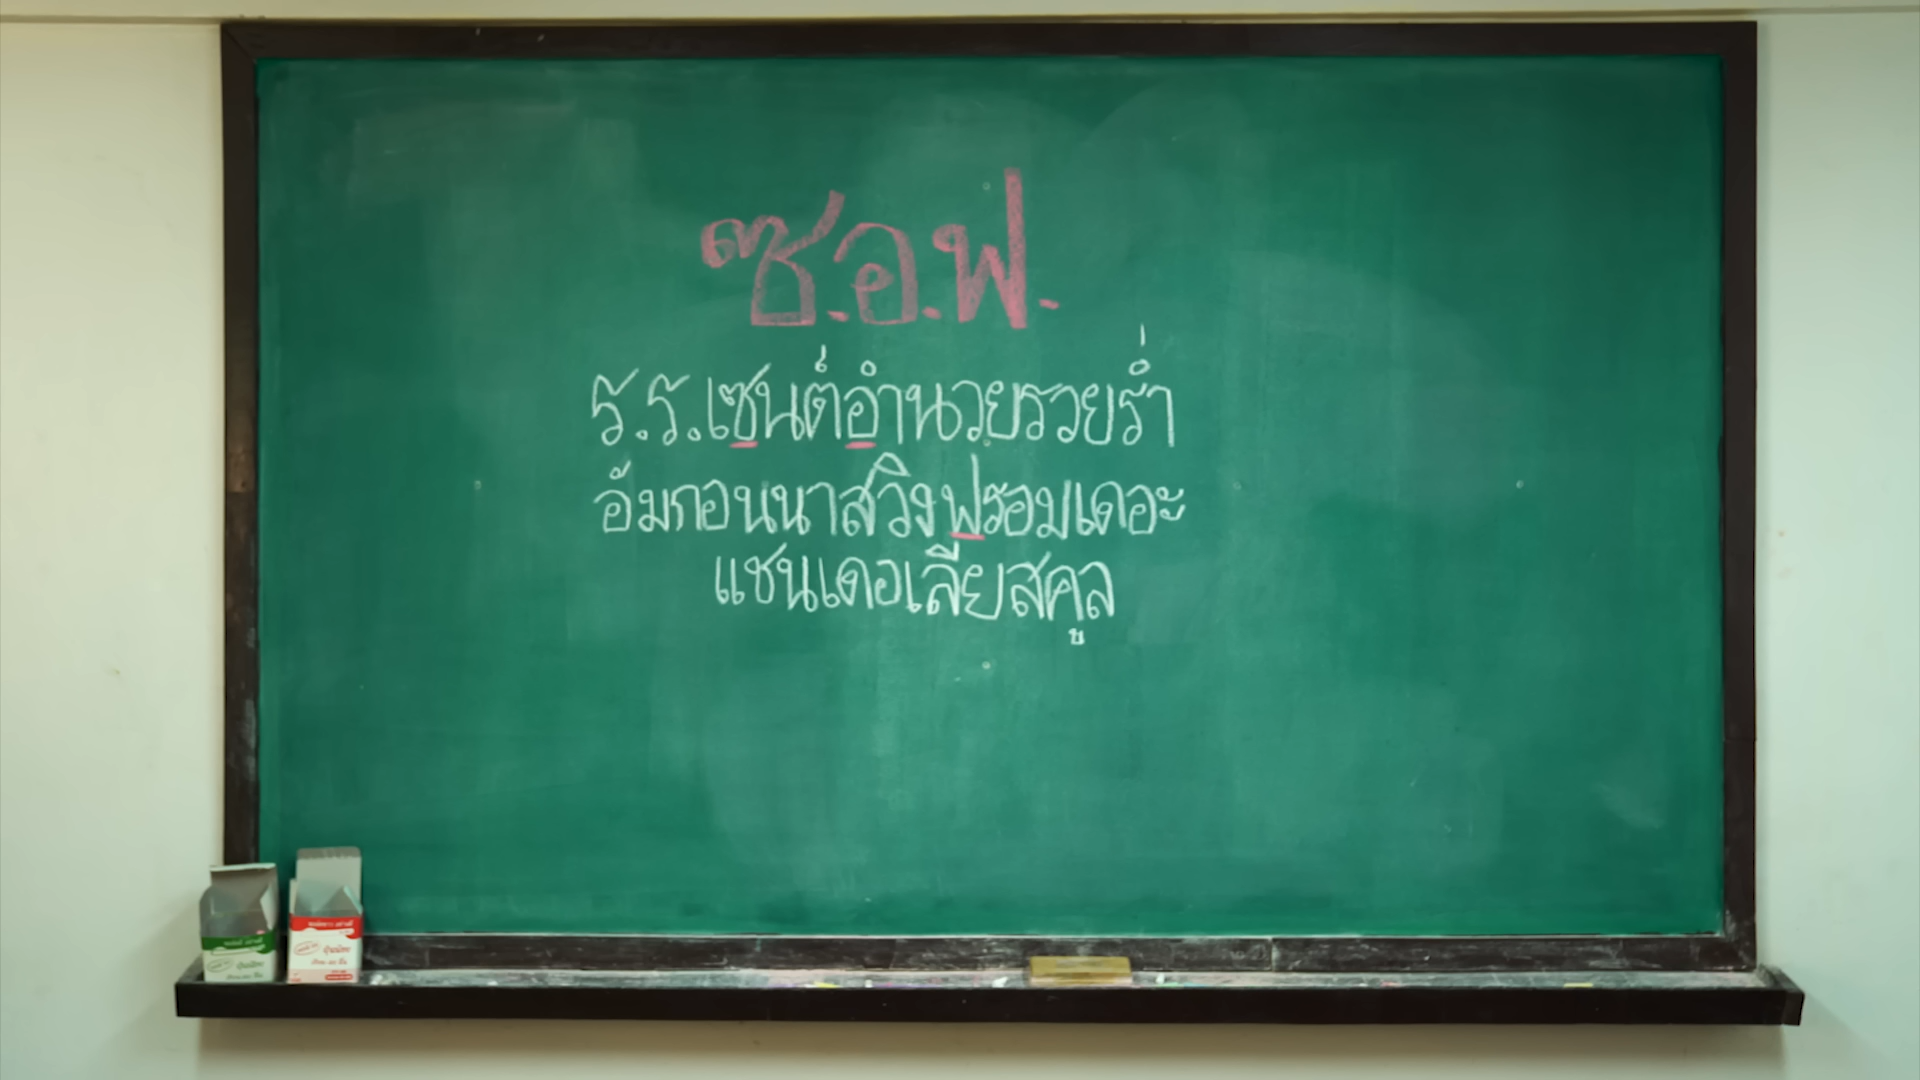 ซ.อ.ฟ.
ร.ร.เซนต์อำนวยรวยร่ำ
อัมกอนนาสวิงฟรอมเดอะ
แชนเดอเลียสคูล